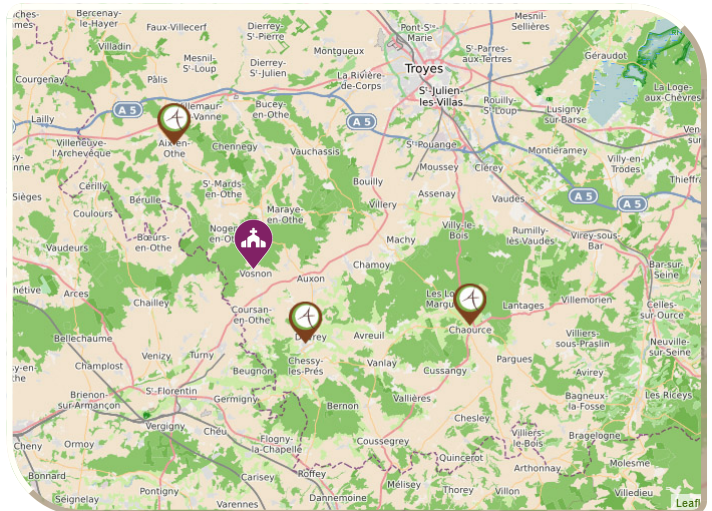 Bercenay-
le-Hayer
Faux-Villecerf
Dierrey-
Sᵗ-Pierre
Pont-Sᵗᵉ
Marie
Mesnil-
Sellières
Villadin
Montgueux
Sᵗ-Parres-
aux-Tertres
Géraudot
Mesnil-
Sᵗ-Loup
Dierrey-
Sᵗ-Julien
Troyes
Courgenay
Pâlis
La Rivière-
de-Corps
Sᵗ-Julien
les-Villas
Rouilly-
Sᵗ-Loup
La Loge-
aux-Chèvres
A 5
Bucey-
en-Othe
Lailly
A 5
Lusigny-
sur-Barse
Villeneuve-
l'Archevêque
Aix-en-
Othe
Chennegy
Vauchassis
Sᵗ-Pouange
Montiéramey
Moussey
Clérey
Villy-en-
Trodes
Cérilly
Sᵗ-Mards-
en-Othe
Bouilly
Assenay
Vaudes
A 5
A 5
Sièges
Bérulle
Coulours
Maraye-
en-Othe
Villery
Villy-le-
Bois
Rumilly-
lès-Vaudes
Virey-sous-
Bar
Vaudeurs
Bœurs-
en-Othe
Machy
Chamoy
Bar-sur-
Seine
Vosnon
Auxon
Arces
Chailley
Lantages
Villemorien
Celles-
sur-Ource
Coursan-
en-Othe
Chaource
Bellechaume
Avreuil
Villiers-
sous-Praslin
Neuville-
sur-Seine
Venizy
Turny
Chessy-
les-Prés
Vanlay
Pargues
Champlost
Beugnon
Cussangy
Avirey
Brienon-
sur-Armançon
Sᵗ-Florentin
Germigny
Bernon
Vallières
Bagneux-
la-Fosse
Les Riceys
Vergigny
Cheu
Chesley
Cheny
Ormoy
Flogny-
la-Chapelle
Coussegrey
Villiers-
le-Bois
Bragelogne
Quincerot
Bonnard
Carisey
Roffey
Arthonnay
Molesme
Seignelay
Pontigny
Varennes
Dannemoine
Mélisey
Thorey
Villon
Villedieu
Leafl